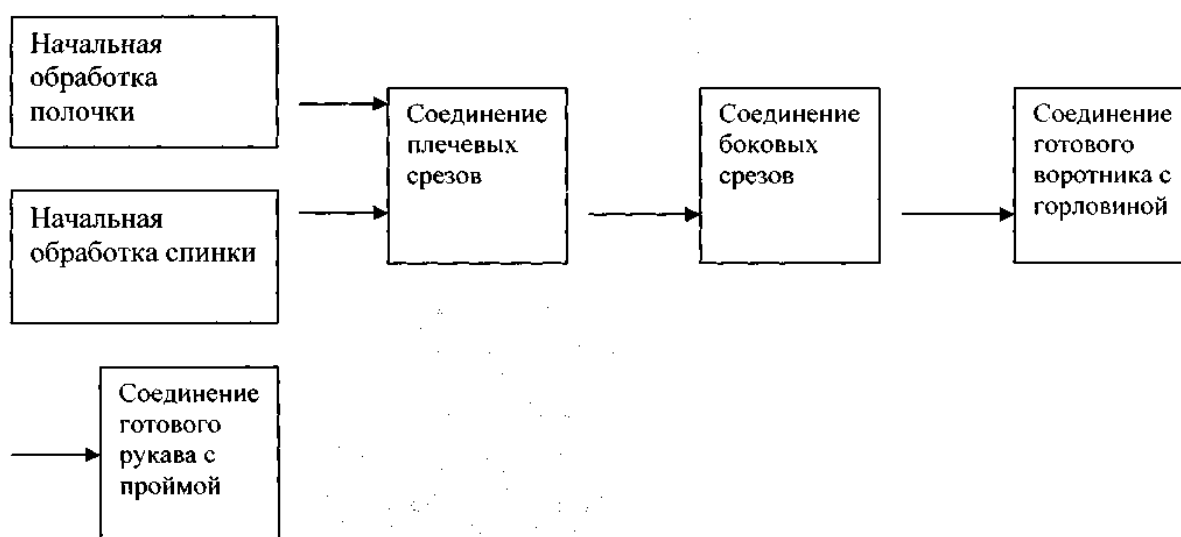 Начальная
обработка
полочки
Начальная
обработка спинки
Соединение
плечевых
срезов
Соединение
боковых
срезов
Соединение
готового
воротника с
горловиной
Соединение
готового
рукава с
проймой